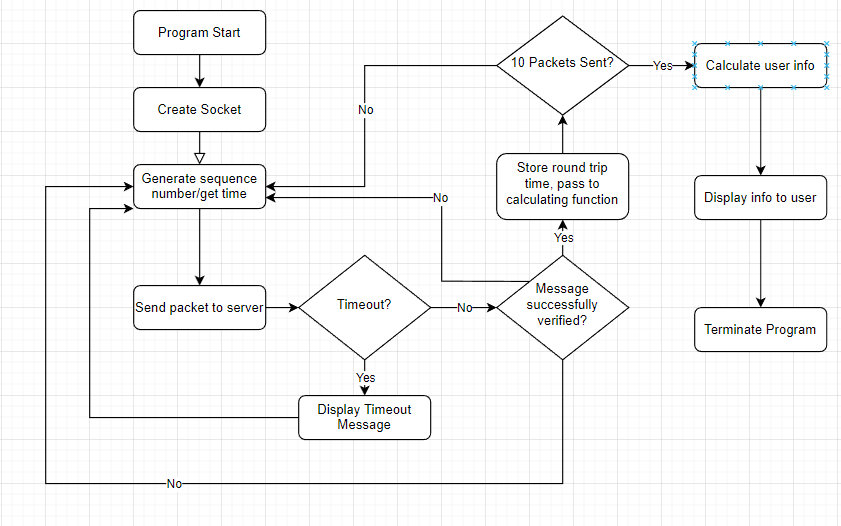 Program Start
Create Socket
Generate sequence
number/get time
Send packet to server
Timeout?
Yes
Display Timeout
Message
No
Message
successfully
verified?
No
No
Yes
Store round trip
time, pass to
calculating function
10 Packets Sent?
No
Yes
Calculate user info
Display info to user
Terminate Program